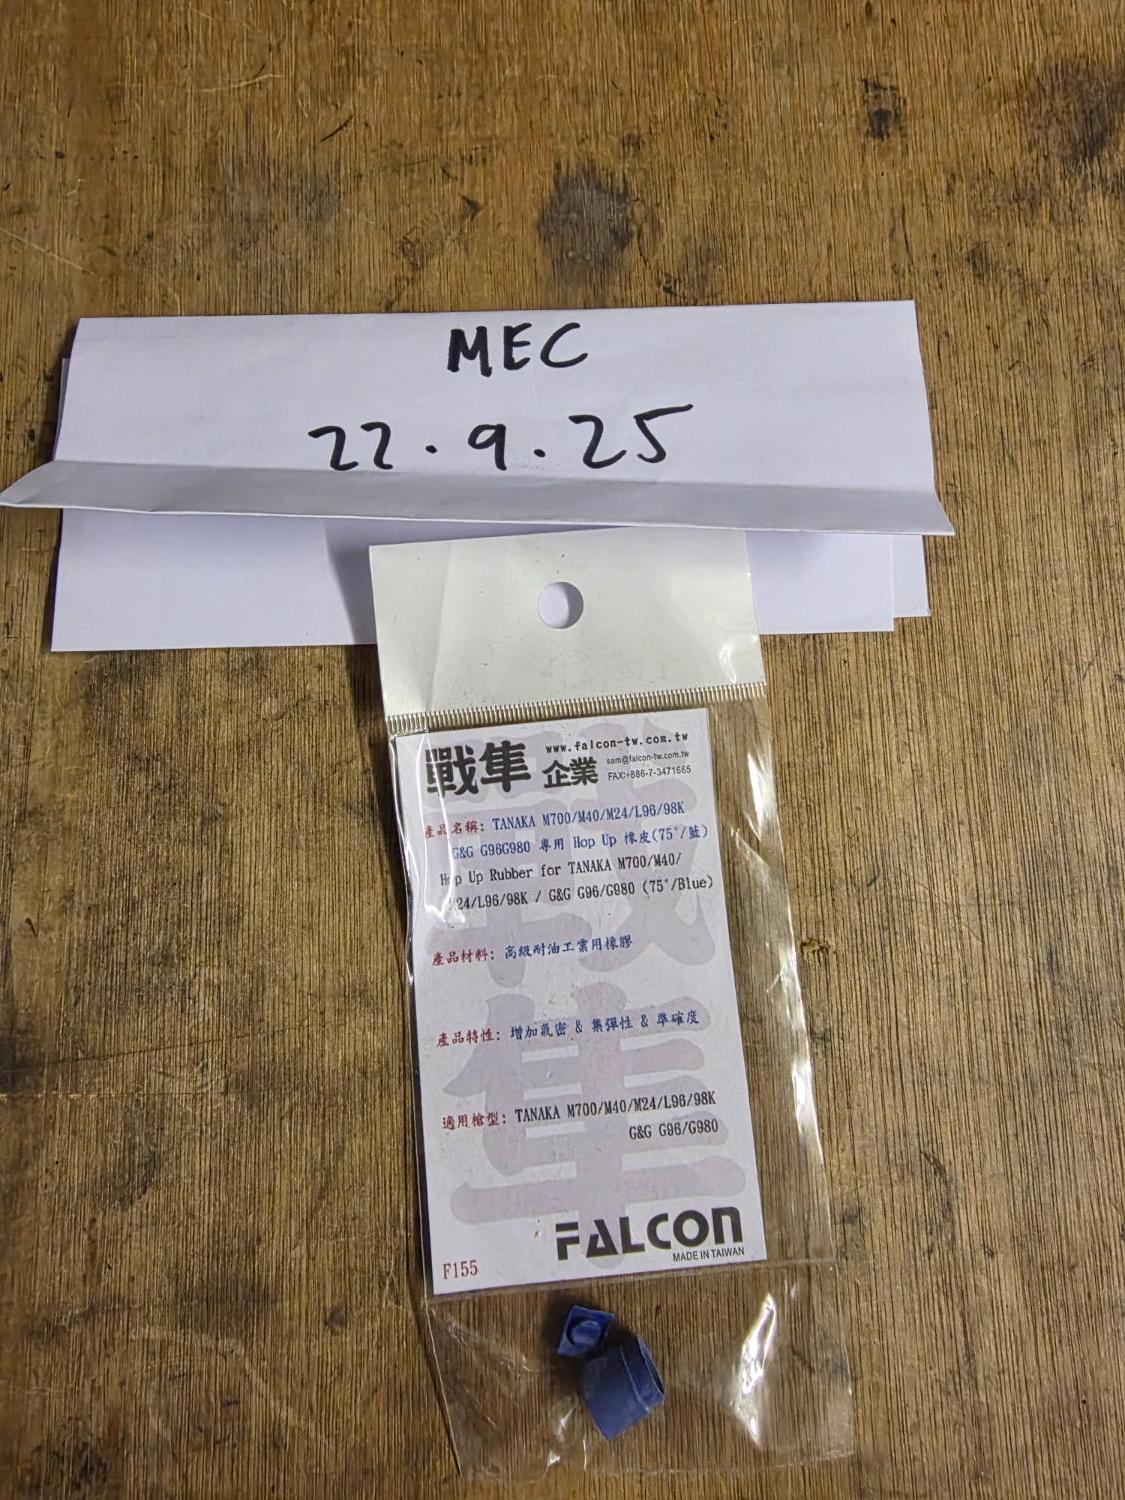 MEC
22.9.25
戰隼 企業
www.falcon-tw.com.tw
sam@falcon-tw.com.tw
FAX:+886-7-3471665
產品名稱: TANAKA M700/M40/M24/L96/98K
G&G G96G980 專用 Hop Up 橡皮(75°/藍)
Hop Up Rubber for TANAKA M700/M40/
M24/L96/98K / G&G G96/G980 (75°/Blue)
產品材料: 高級耐油工業用橡膠
產品特性: 增加氣密 & 集彈性 & 準確度
適用槍型: TANAKA M700/M40/M24/L96/98K
G&G G96/G980
FALCON
MADE IN TAIWAN
F155
戰隼